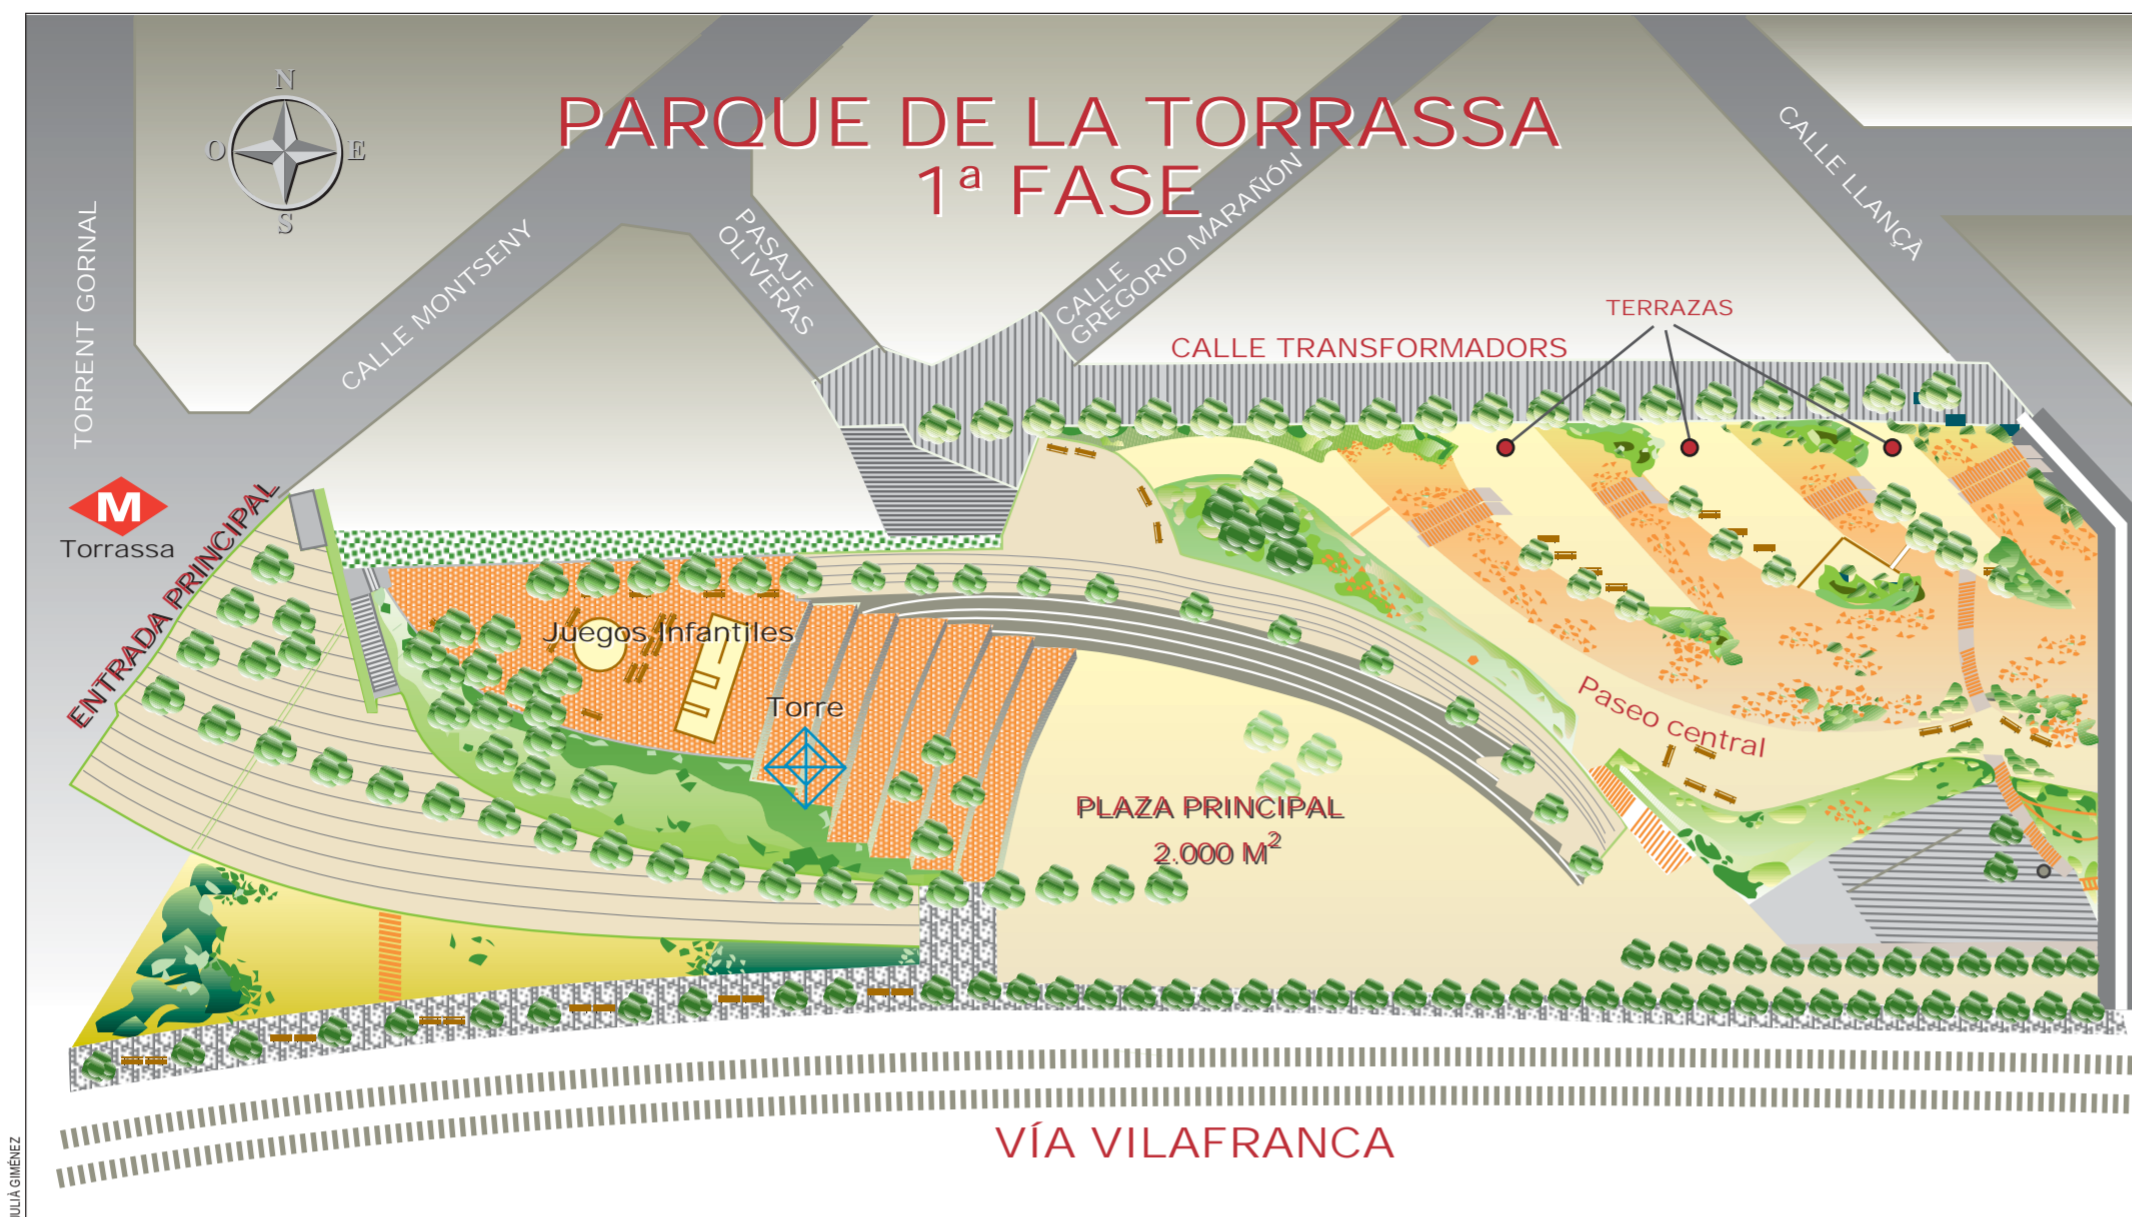 PARQUE DE LA TORRASSA
1ª FASE
N
O
E
S
TORRENT GORNAL
CALLE MONTSENY
PASAJE
OLIVERAS
CALLE
GREGORIO MARAÑÓN
CALLE LLANÇÀ
TERRAZAS
CALLE TRANSFORMADORS
M
Torrassa
ENTRADA PRINCIPAL
Juegos Infantiles
Torre
Paseo central
PLAZA PRINCIPAL
2.000 M²
VÍA VILAFRANCA
JULIÀ GIMÉNEZ